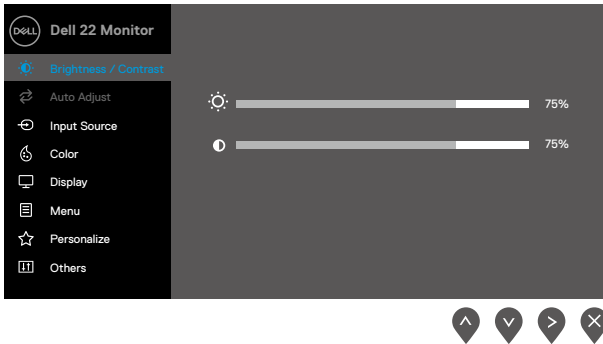 DELL
Dell 22 Monitor
Brightness / Contrast
Auto Adjust
Input Source
Color
Display
Menu
Personalize
Others
75%
75%